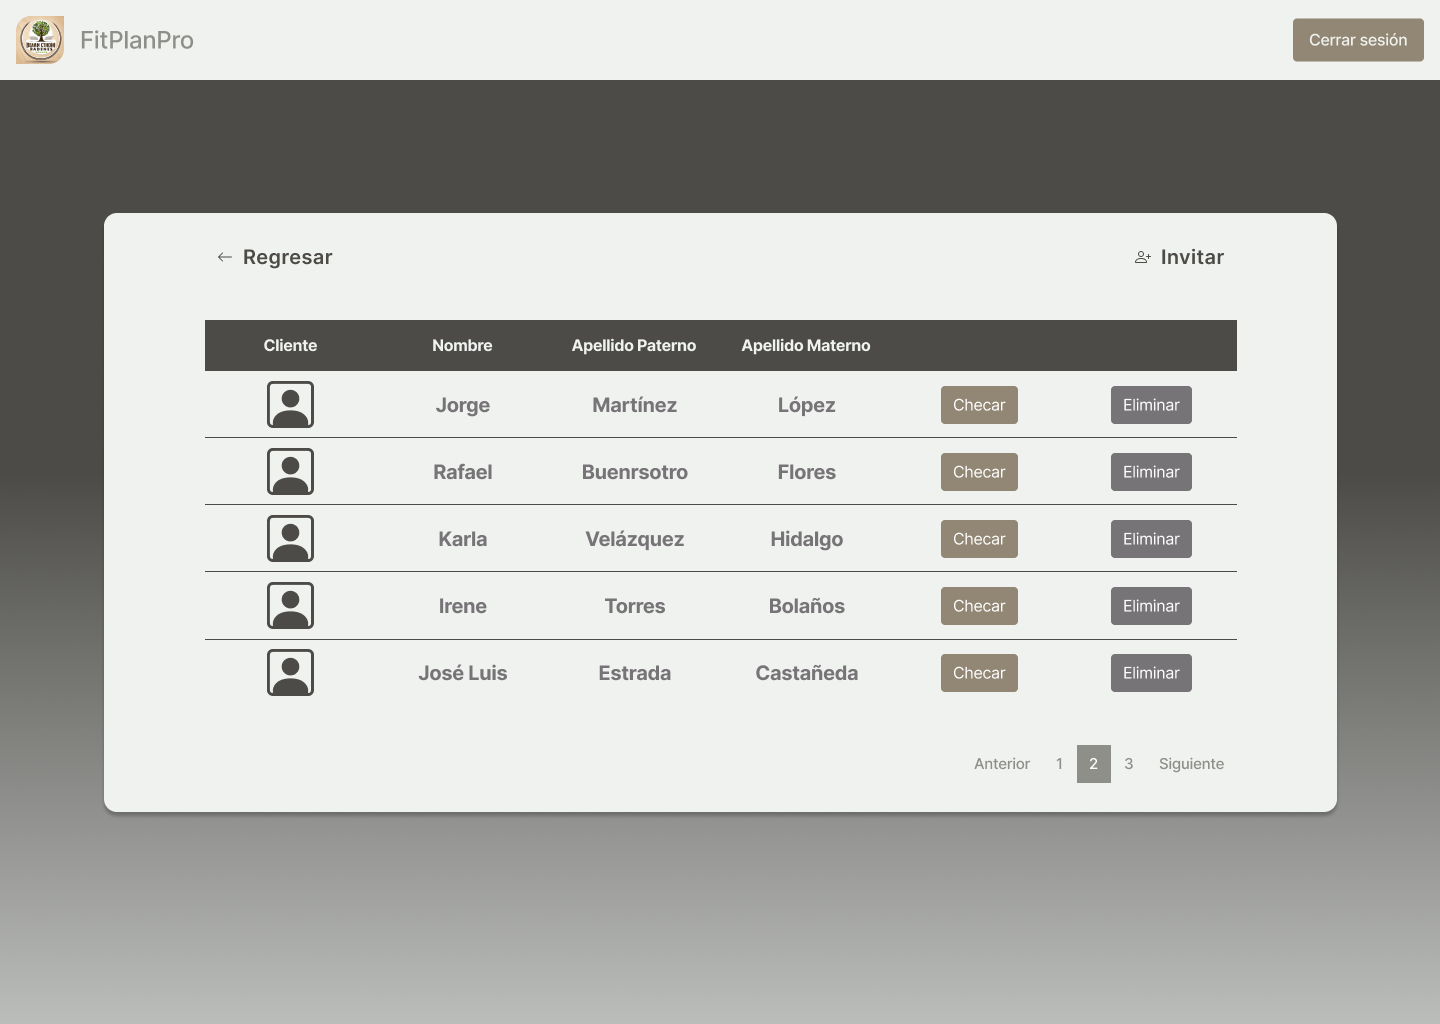 FitPlanPro
Cerrar sesión
Regresar
Invitar
Cliente Nombre Apellido Paterno Apellido Materno
Jorge Martínez López Checar Eliminar
Rafael Buenrsotro Flores Checar Eliminar
Karla Velázquez Hidalgo Checar Eliminar
Irene Torres Bolaños Checar Eliminar
José Luis Estrada Castañeda Checar Eliminar
Anterior 1 2 3 Siguiente